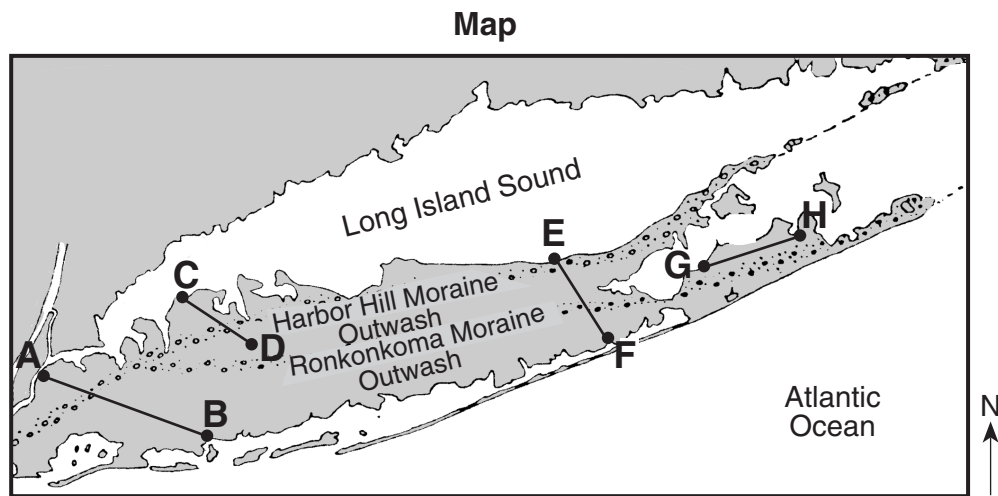 Map
Long Island Sound
E
H
C
G
Harbor Hill Moraine
Outwash
Ronkonkoma Moraine
Outwash
D
F
A
B
Atlantic
Ocean
N